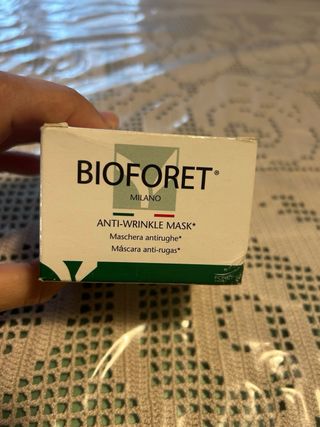 BIOFORET®
MILANO
ANTI-WRINKLE MASK*
Maschera antirughe*
Máscara anti-rugas*